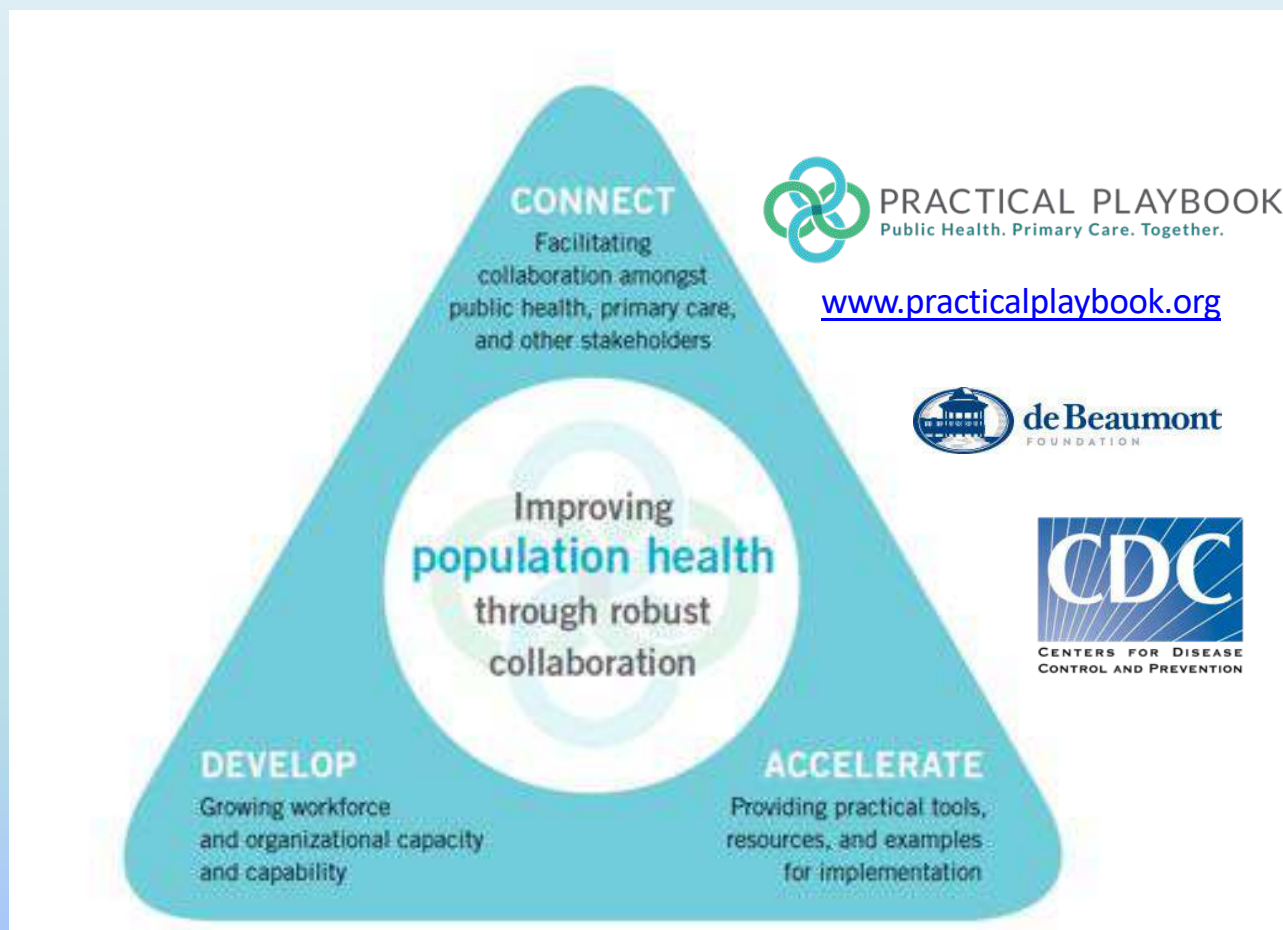 CONNECT
Facilitating
collaboration amongst
public health, primary care,
and other stakeholders
PRACTICAL PLAYBOOK
Public Health. Primary Care. Together.
www.practicalplaybook.org
de Beaumont
FOUNDATION
CDC
CENTERS FOR DISEASE
CONTROL AND PREVENTION
Improving
population health
through robust
collaboration
DEVELOP
Growing workforce
and organizational capacity
and capability
ACCELERATE
Providing practical tools,
resources, and examples
for implementation